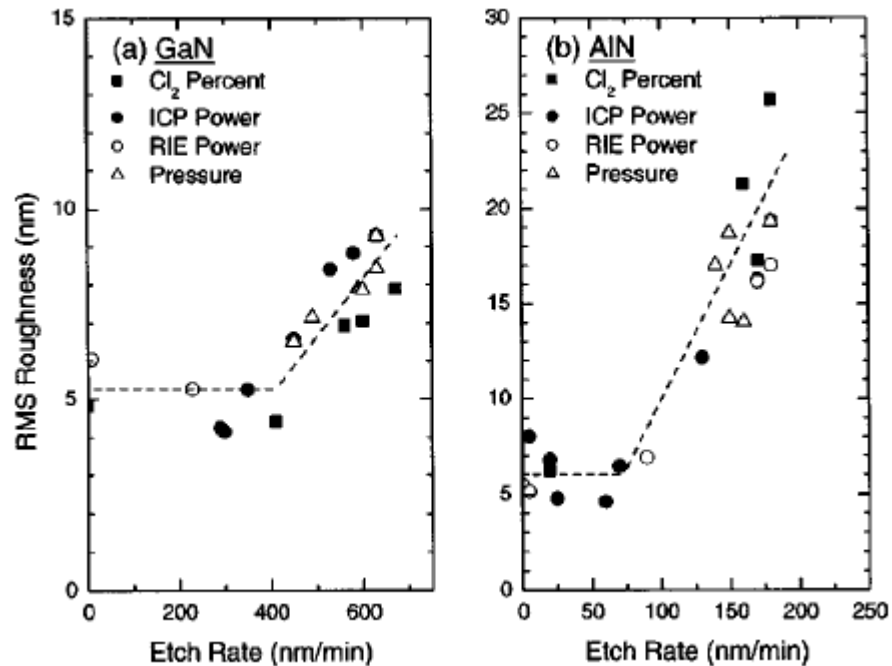 (a) GaN
Cl₂ Percent
ICP Power
RIE Power
Pressure
15
10
5
0
0
200
400
600
RMS Roughness (nm)
Etch Rate (nm/min)
(b) AlN
Cl₂ Percent
ICP Power
RIE Power
Pressure
30
25
20
15
10
5
0
0
50
100
150
200
250
Etch Rate (nm/min)